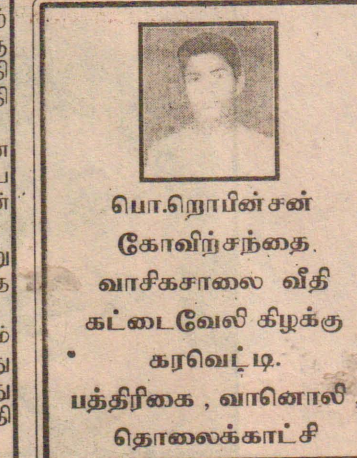 பொ.றொபின்சன்
கோவிற்சந்தை
வாசிகசாலை வீதி
கட்டைவேலி கிழக்கு
கரவெட்டி.
பத்திரிகை , வானொலி ,
தொலைக்காட்சி